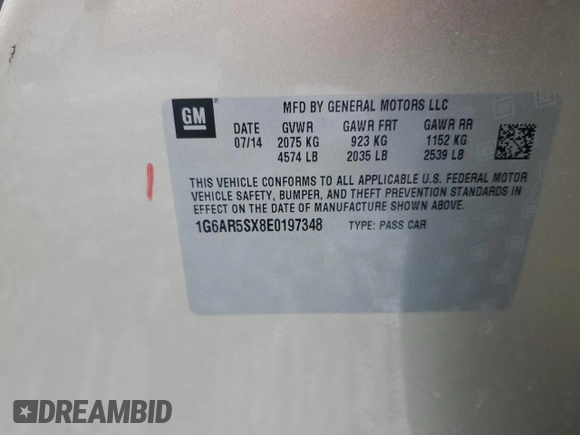 GM
MFD BY GENERAL MOTORS LLC
DATE GVWR GAWR FRT GAWR RR
07/14 2075 KG 923 KG 1152 KG
4574 LB 2035 LB 2539 LB
THIS VEHICLE CONFORMS TO ALL APPLICABLE U.S. FEDERAL MOTOR
VEHICLE SAFETY, BUMPER, AND THEFT PREVENTION STANDARDS IN
EFFECT ON THE DATE OF MANUFACTURE SHOWN ABOVE.
1G6AR5SX8E0197348 TYPE: PASS CAR
DREAMBID